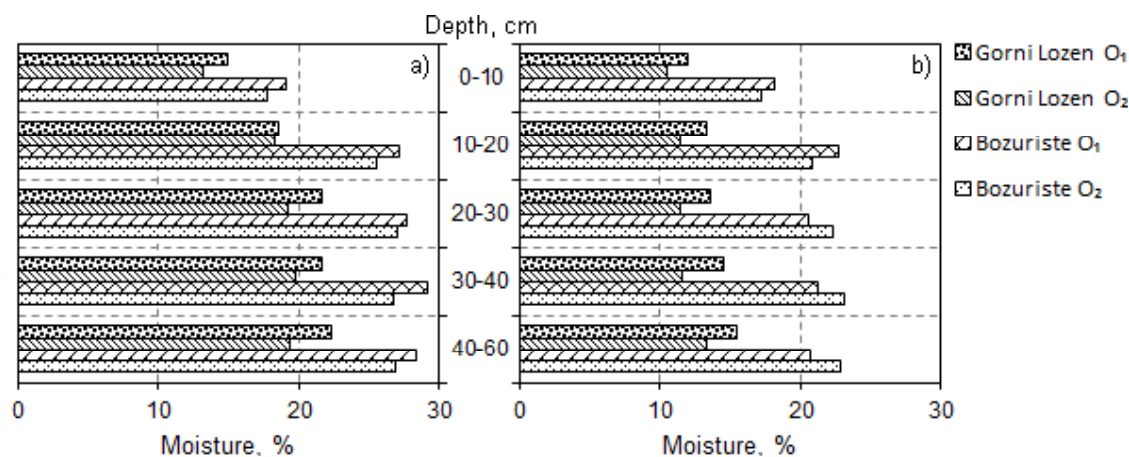 Depth, cm
a)
b)
0-10
10-20
20-30
30-40
40-60
0 10 20 30
0 10 20 30
Moisture, %
Moisture, %
Gorni Lozen O₁
Gorni Lozen O₂
Bozuriste O₁
Bozuriste O₂